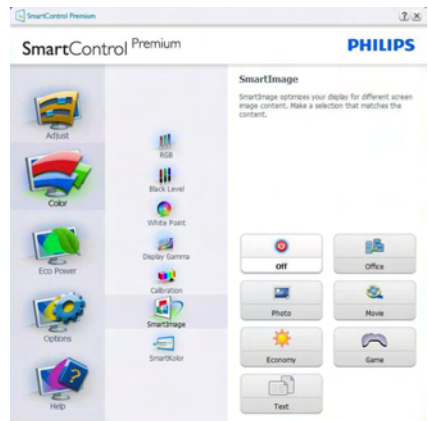 SmartControl Premium
SmartControl Premium
PHILIPS
Adjust
Color
Eco Power
Options
Help
RGB
Black Level
White Point
Display Gamma
Calibration
SmartImage
SmartKolor
SmartImage
SmartImage optimizes your display for different screen
image content. Make a selection that matches the
content.
Off
Office
Photo
Movie
Economy
Game
Text